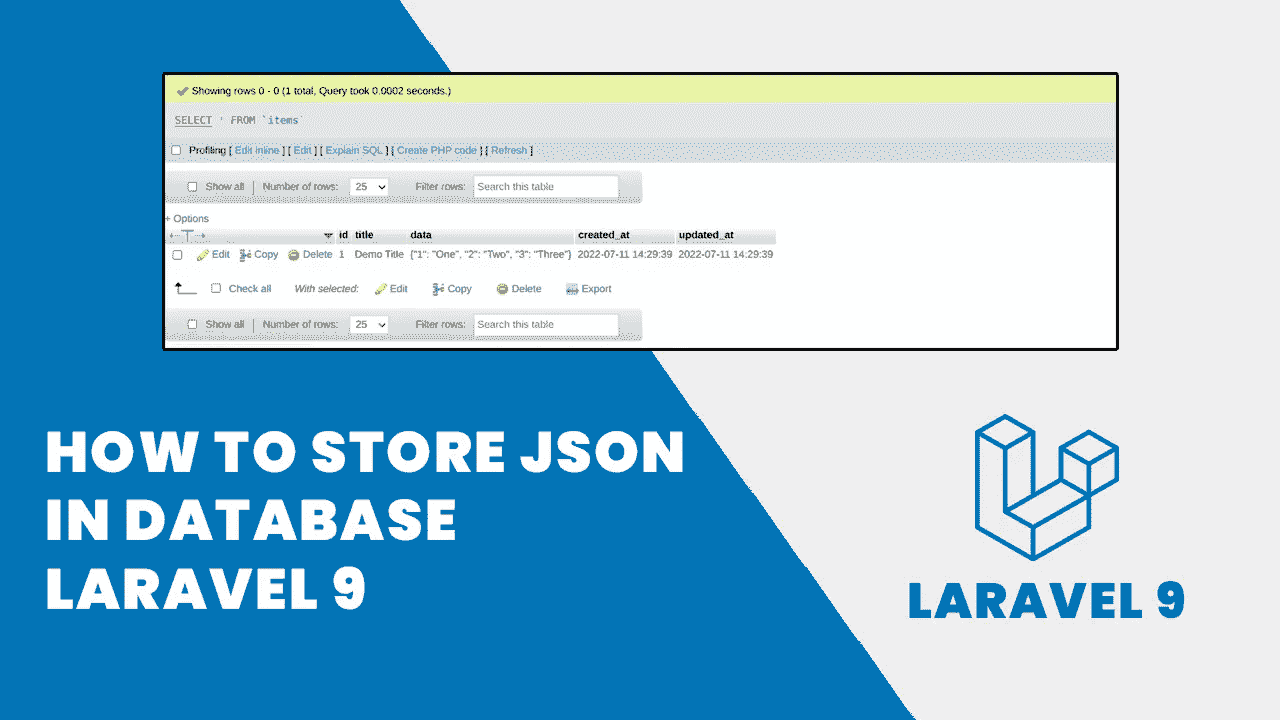 Showing rows 0 - 0 (1 total, Query took 0.0002 seconds.)
SELECT * FROM `items`
Profiling [ Edit inline ] [ Edit ] [ Explain SQL ] [ Create PHP code ] [ Refresh ]
Show all | Number of rows: 25 Filter rows: Search this table
+ Options
id title data created_at updated_at
Edit Copy Delete 1 Demo Title {"1": "One", "2": "Two", "3": "Three"} 2022-07-11 14:29:39 2022-07-11 14:29:39
Check all With selected: Edit Copy Delete Export
Show all | Number of rows: 25 Filter rows: Search this table
HOW TO STORE JSON
IN DATABASE
LARAVEL 9
LARAVEL 9